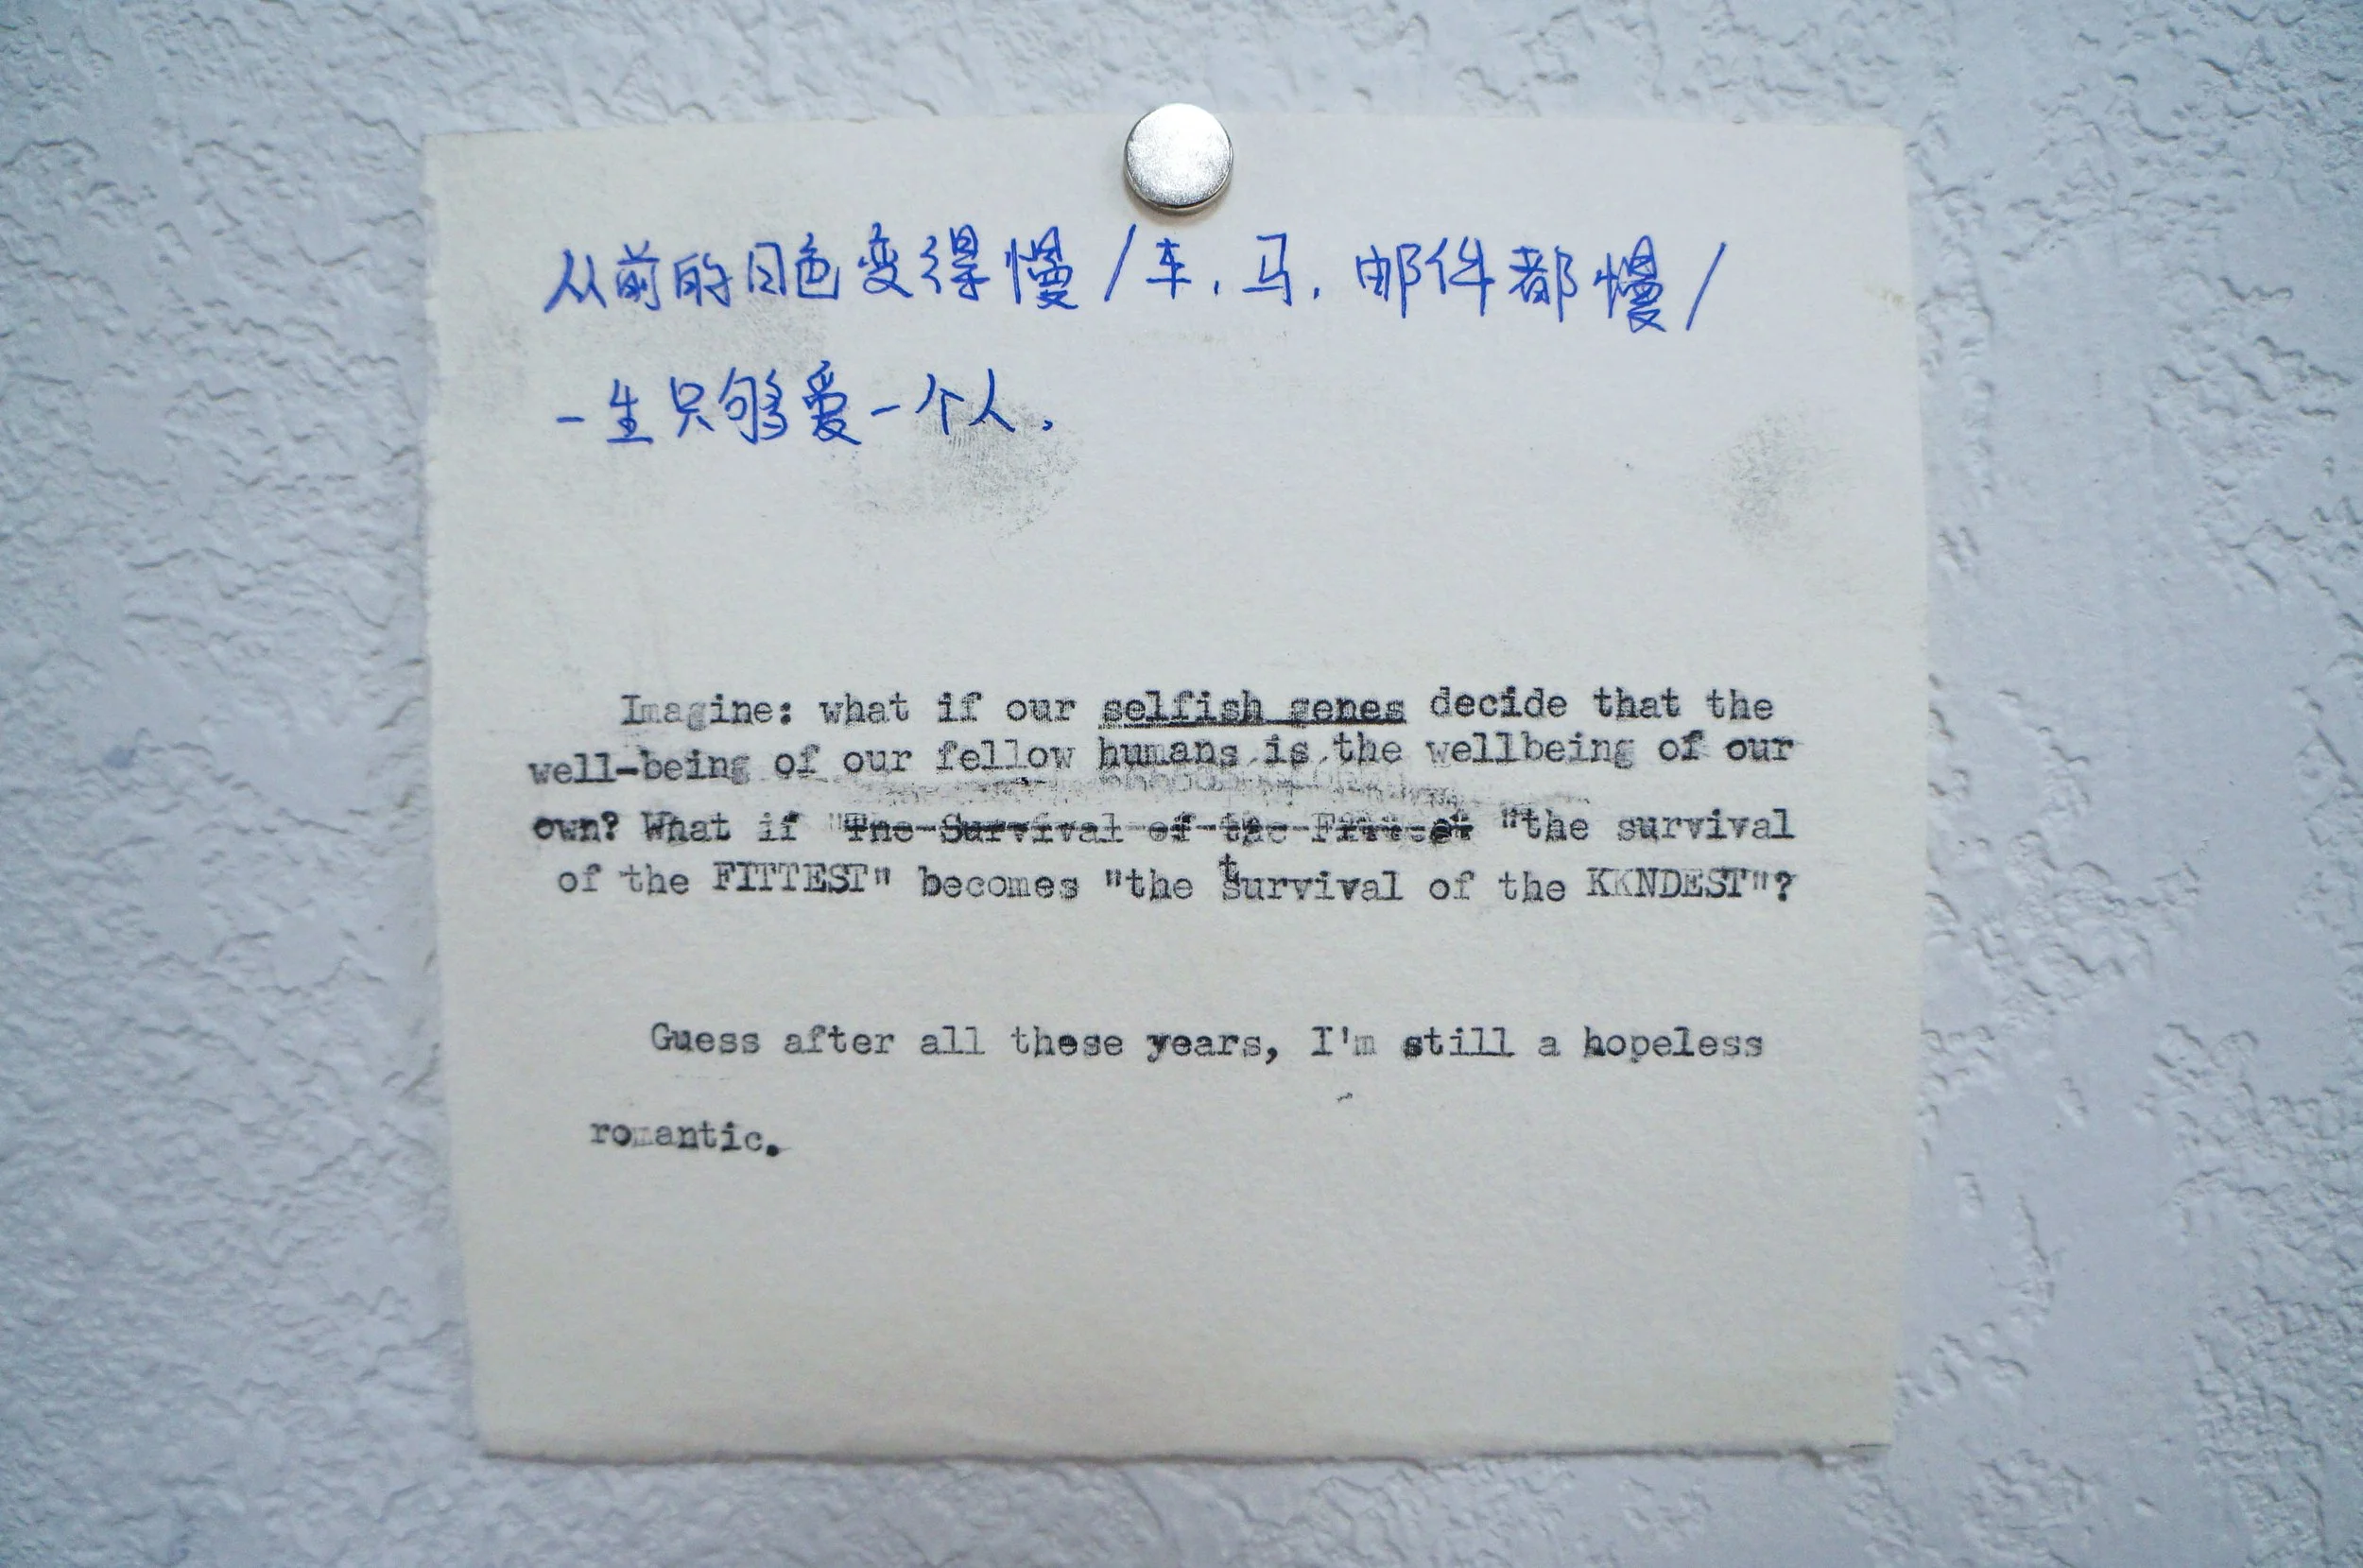 从前的日色变得慢/车,马,邮件都慢/
一生只够爱一个人.
Imagine: what if our selfish genes decide that the
well-being of our fellow humans is the wellbeing of our
own? What if "The Survival of the Fittest" "the survival
of the FITTEST" becomes "the survival of the KKNDEST"?
Guess after all these years, I'm still a hopeless
romantic.